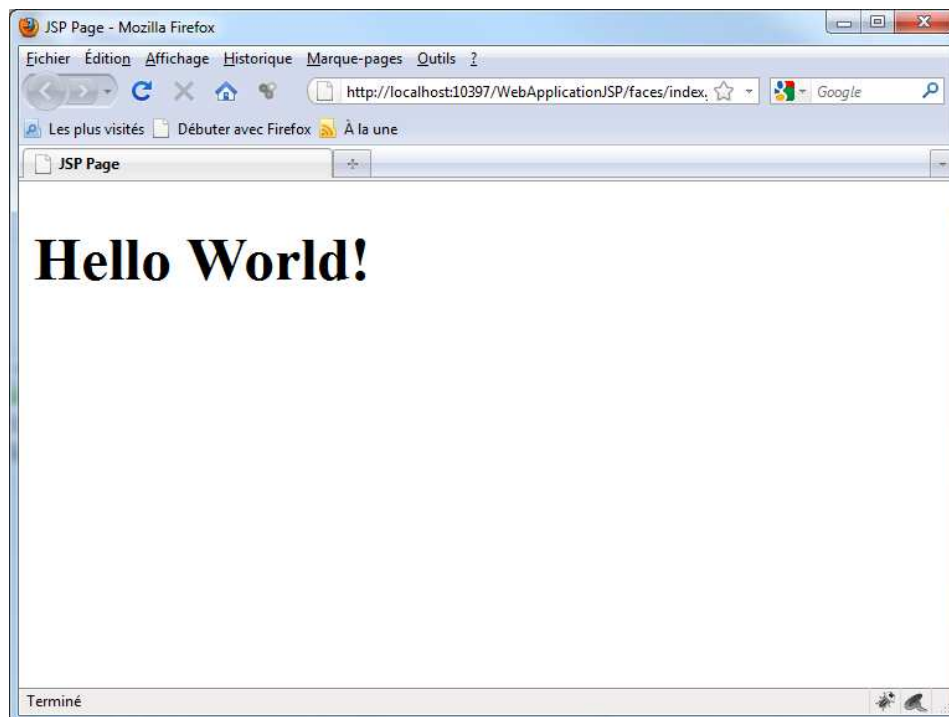 JSP Page - Mozilla Firefox
Fichier Édition Affichage Historique Marque-pages Outils ?
http://localhost:10397/WebApplicationJSP/faces/index. Google
Les plus visités Débuter avec Firefox À la une
JSP Page
Hello World!
Terminé